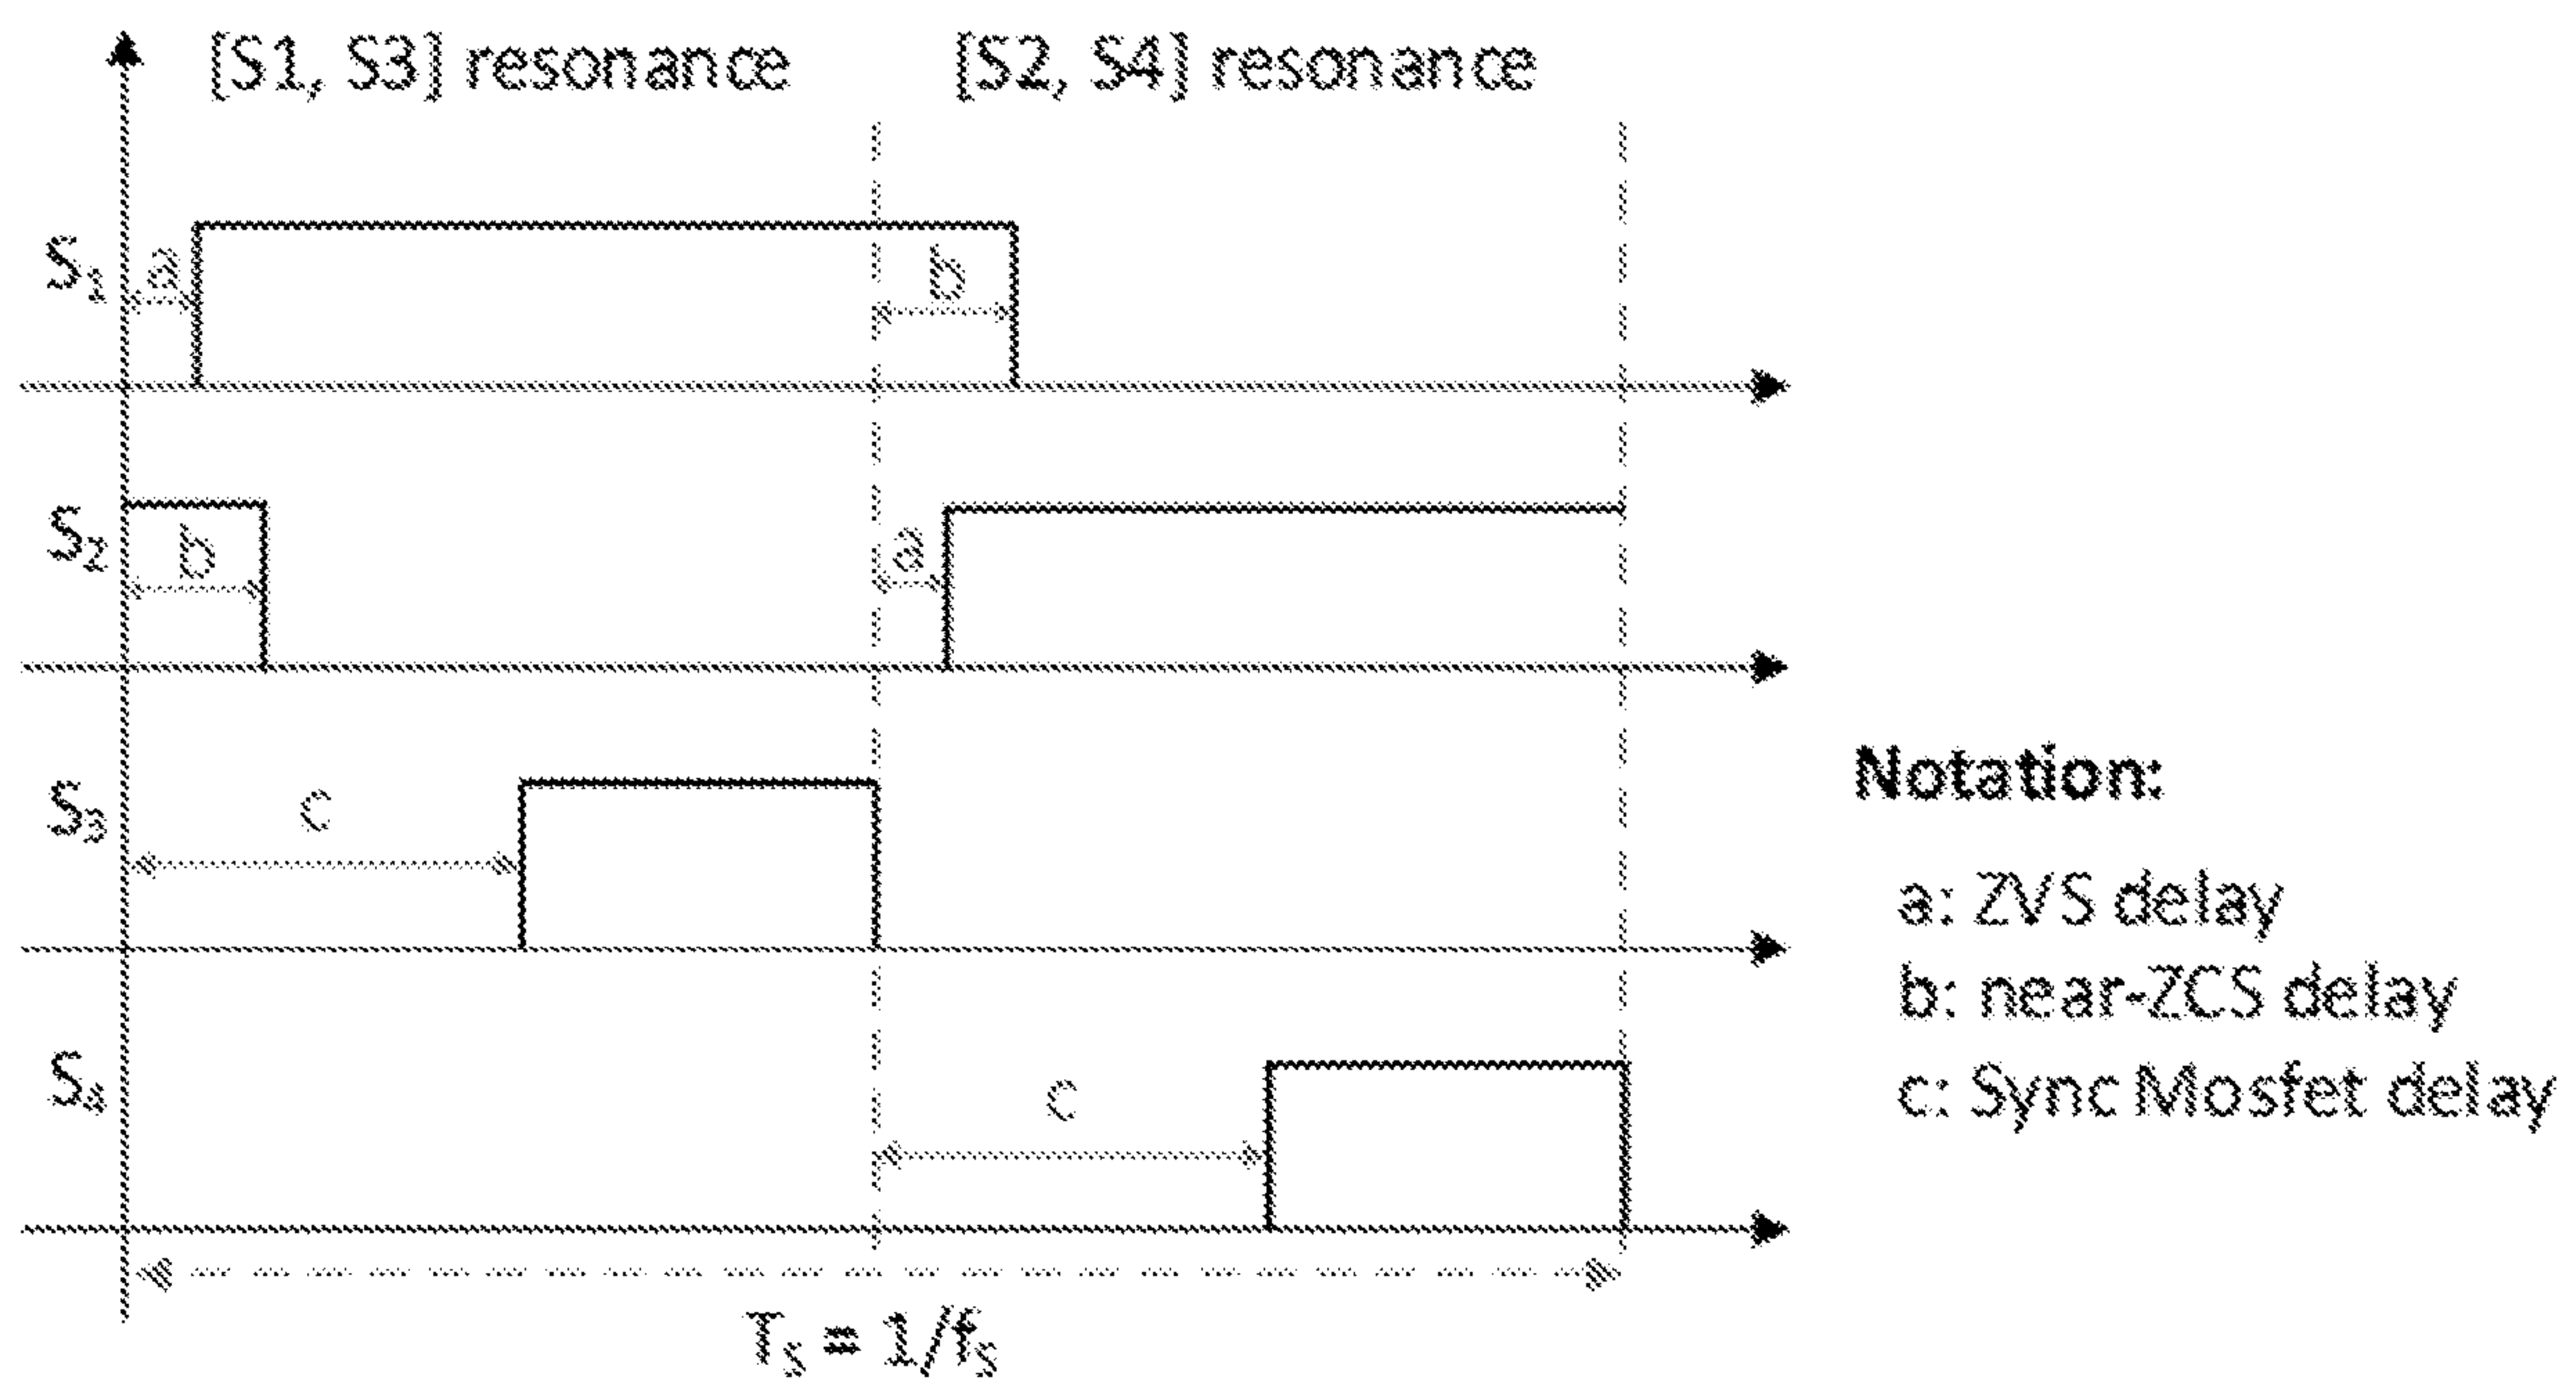 [S1, S3] resonance
[S2, S4] resonance
S1
a
b
S2
b
a
S3
c
S4
c
TS = 1/fS
Notation:
a: ZVS delay
b: near-ZCS delay
c: Sync Mosfet delay